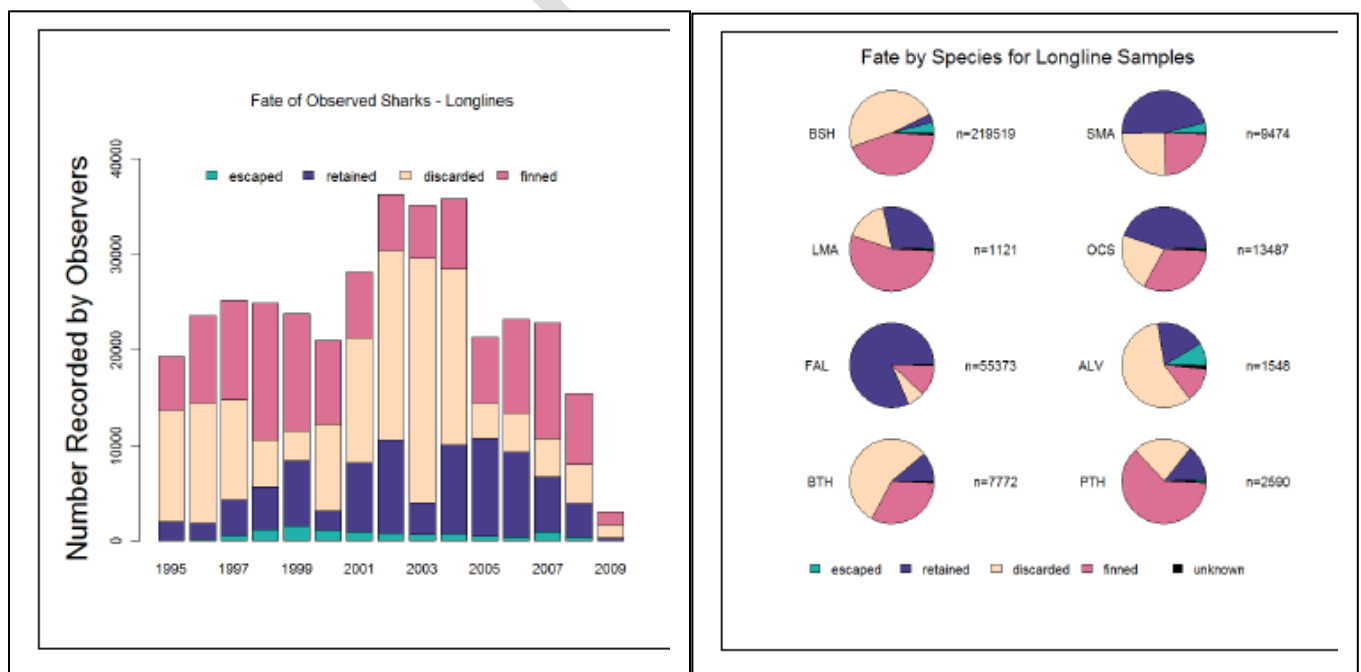 Fate of Observed Sharks - Longlines
escaped retained discarded finned
Number Recorded by Observers
40000
30000
20000
10000
0
1995 1997 1999 2001 2003 2005 2007 2009
Fate by Species for Longline Samples
BSH n=219519 SMA n=9474
LMA n=1121 OCS n=13487
FAL n=55373 ALV n=1548
BTH n=7772 PTH n=2590
escaped retained discarded finned unknown